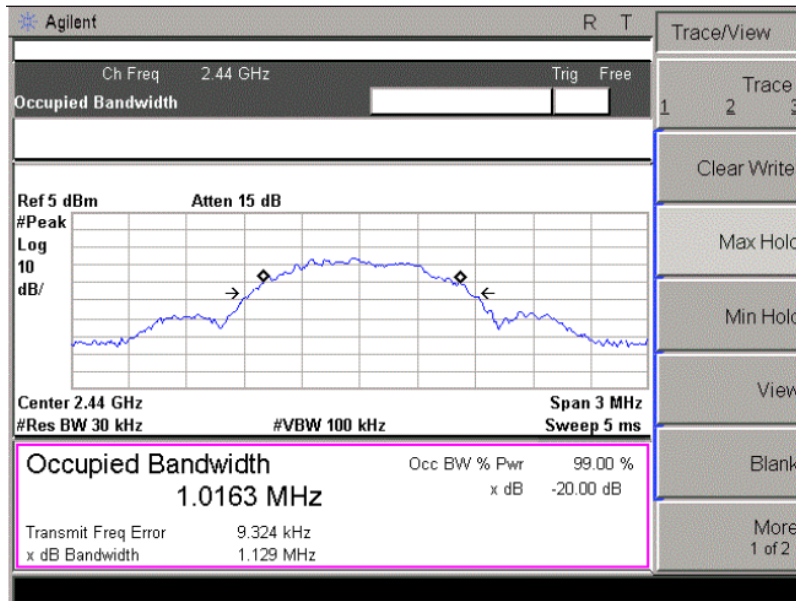 Agilent R T
Trace/View
Ch Freq 2.44 GHz Trig Free
Occupied Bandwidth
Trace
1 2 3
Clear Write
Max Hold
Min Hold
View
Blank
More
1 of 2
Ref 5 dBm Atten 15 dB
#Peak
Log
10
dB/
Center 2.44 GHz Span 3 MHz
#Res BW 30 kHz #VBW 100 kHz Sweep 5 ms
Occupied Bandwidth
1.0163 MHz
Occ BW % Pwr 99.00 %
x dB -20.00 dB
Transmit Freq Error 9.324 kHz
x dB Bandwidth 1.129 MHz